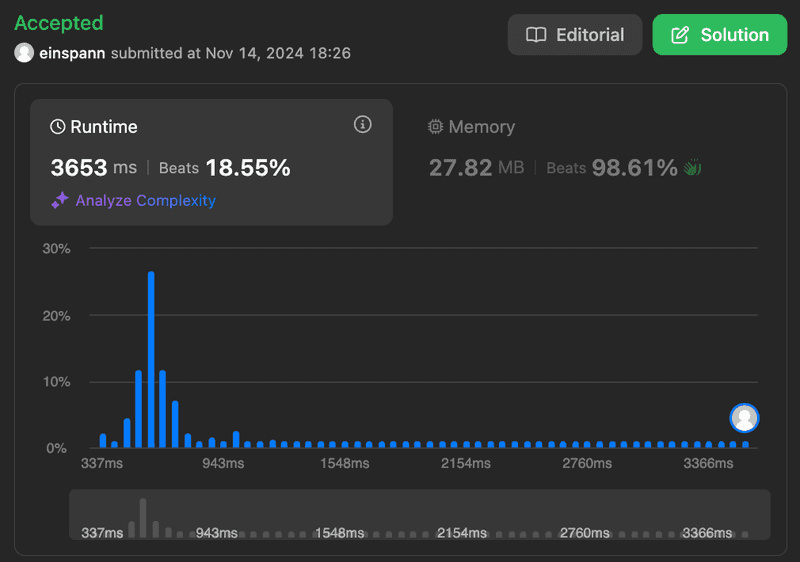 Accepted
einspann submitted at Nov 14, 2024 18:26
Editorial
Solution
Runtime
3653 ms | Beats 18.55%
Analyze Complexity
Memory
27.82 MB | Beats 98.61%
30%
20%
10%
0%
337ms 943ms 1548ms 2154ms 2760ms 3366ms
337ms 943ms 1548ms 2154ms 2760ms 3366ms